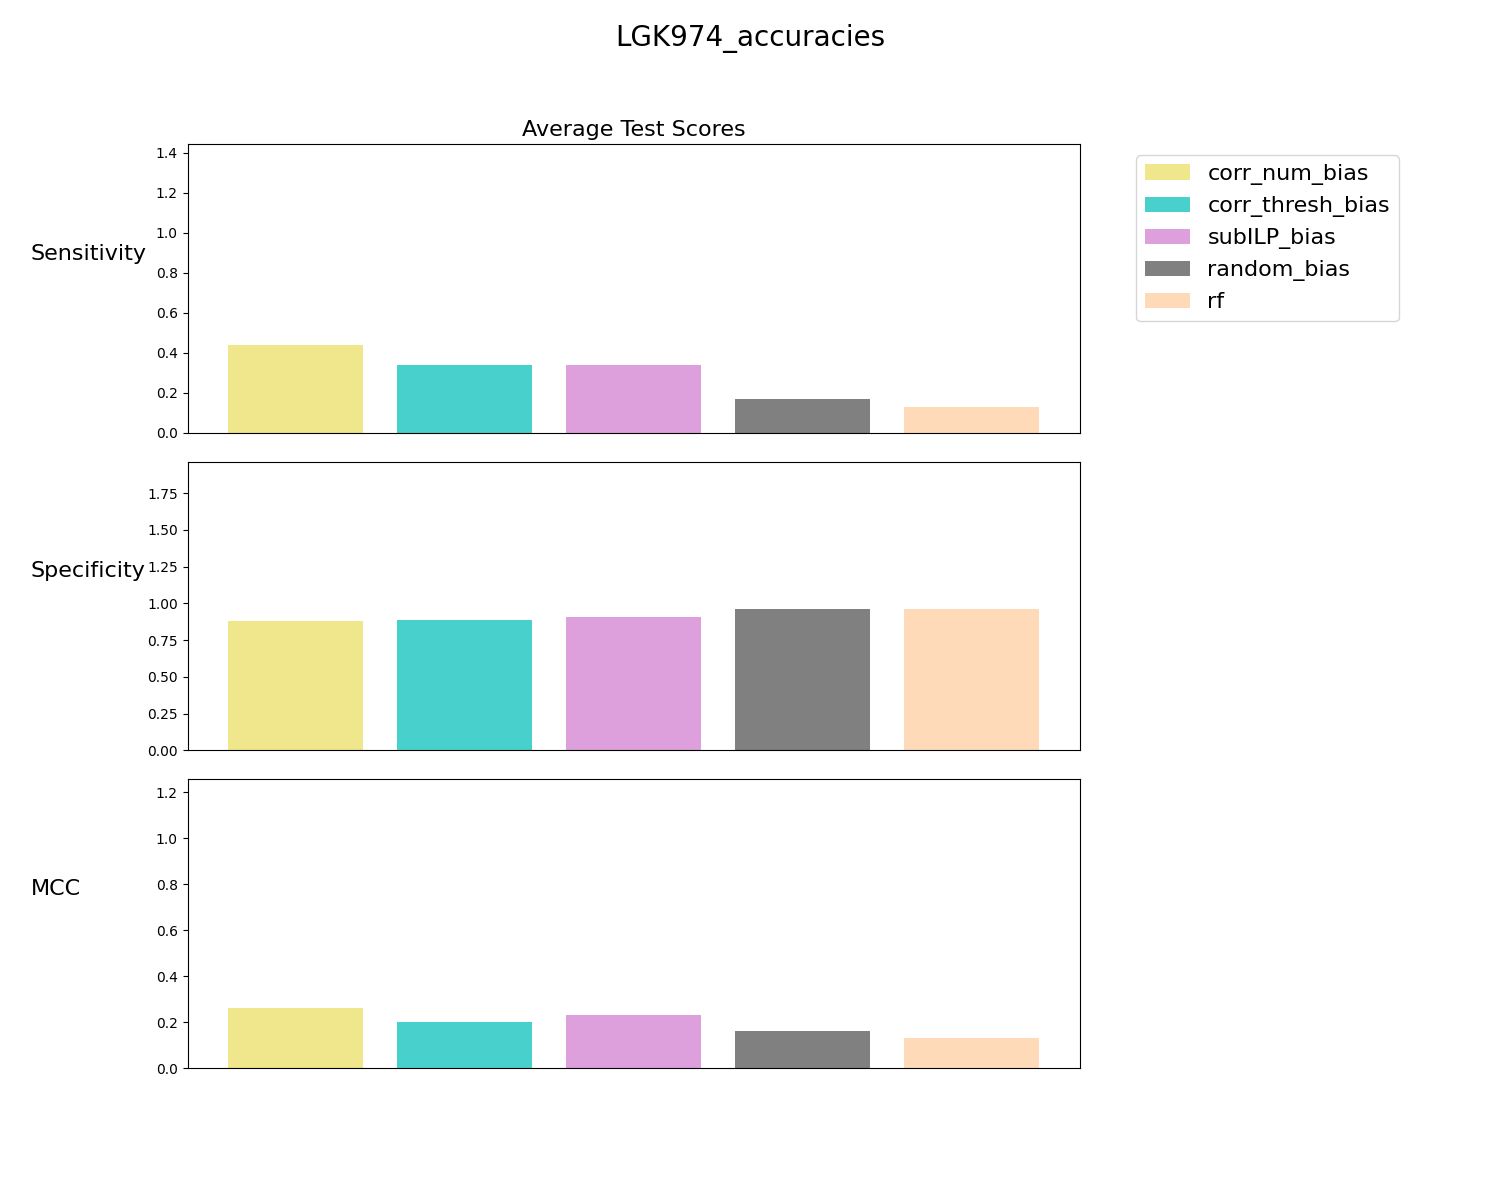 LGK974_accuracies
Average Test Scores
Sensitivity
1.4
1.2
1.0
0.8
0.6
0.4
0.2
0.0
corr_num_bias
corr_thresh_bias
subILP_bias
random_bias
rf
Specificity
1.75
1.50
1.25
1.00
0.75
0.50
0.25
0.00
MCC
1.2
1.0
0.8
0.6
0.4
0.2
0.0